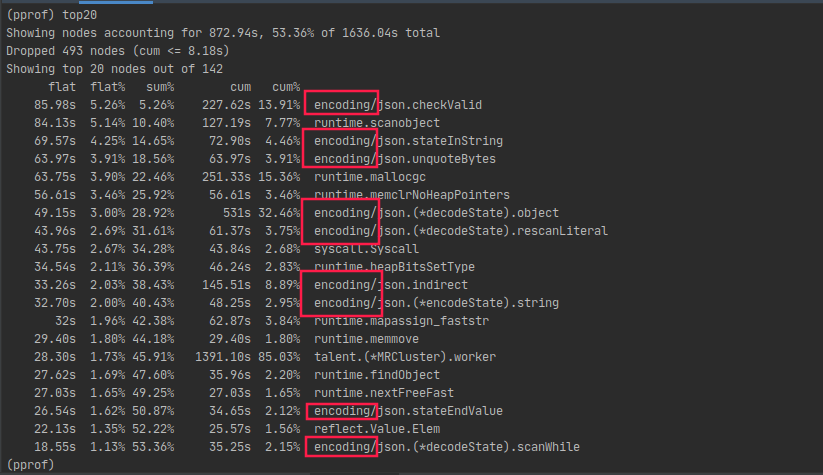 (pprof) top20
Showing nodes accounting for 872.94s, 53.36% of 1636.04s total
Dropped 493 nodes (cum <= 8.18s)
Showing top 20 nodes out of 142
      flat  flat%   sum%        cum   cum%
    85.98s  5.26%  5.26%    227.62s 13.91%  encoding/json.checkValid
    84.13s  5.14% 10.40%    127.19s  7.77%  runtime.scanobject
    69.57s  4.25% 14.65%     72.90s  4.46%  encoding/json.stateInString
    63.97s  3.91% 18.56%     63.97s  3.91%  encoding/json.unquoteBytes
    63.75s  3.90% 22.46%    251.33s 15.36%  runtime.mallocgc
    56.61s  3.46% 25.92%     56.61s  3.46%  runtime.memclrNoHeapPointers
    49.15s  3.00% 28.92%       531s 32.46%  encoding/json.(*decodeState).object
    43.96s  2.69% 31.61%     61.37s  3.75%  encoding/json.(*decodeState).rescanLiteral
    43.75s  2.67% 34.28%     43.84s  2.68%  syscall.Syscall
    34.54s  2.11% 36.39%     46.24s  2.83%  runtime.heapBitsSetType
    33.26s  2.03% 38.43%    145.51s  8.89%  encoding/json.indirect
    32.70s  2.00% 40.43%     48.25s  2.95%  encoding/json.(*encodeState).string
       32s  1.96% 42.38%     62.87s  3.84%  runtime.mapassign_faststr
    29.40s  1.80% 44.18%     29.40s  1.80%  runtime.memmove
    28.30s  1.73% 45.91%   1391.10s 85.03%  talent.(*MRCluster).worker
    27.62s  1.69% 47.60%     35.96s  2.20%  runtime.findObject
    27.03s  1.65% 49.25%     27.03s  1.65%  runtime.nextFreeFast
    26.54s  1.62% 50.87%     34.65s  2.12%  encoding/json.stateEndValue
    22.13s  1.35% 52.22%     25.57s  1.56%  reflect.Value.Elem
    18.55s  1.13% 53.36%     35.25s  2.15%  encoding/json.(*decodeState).scanWhile
(pprof)